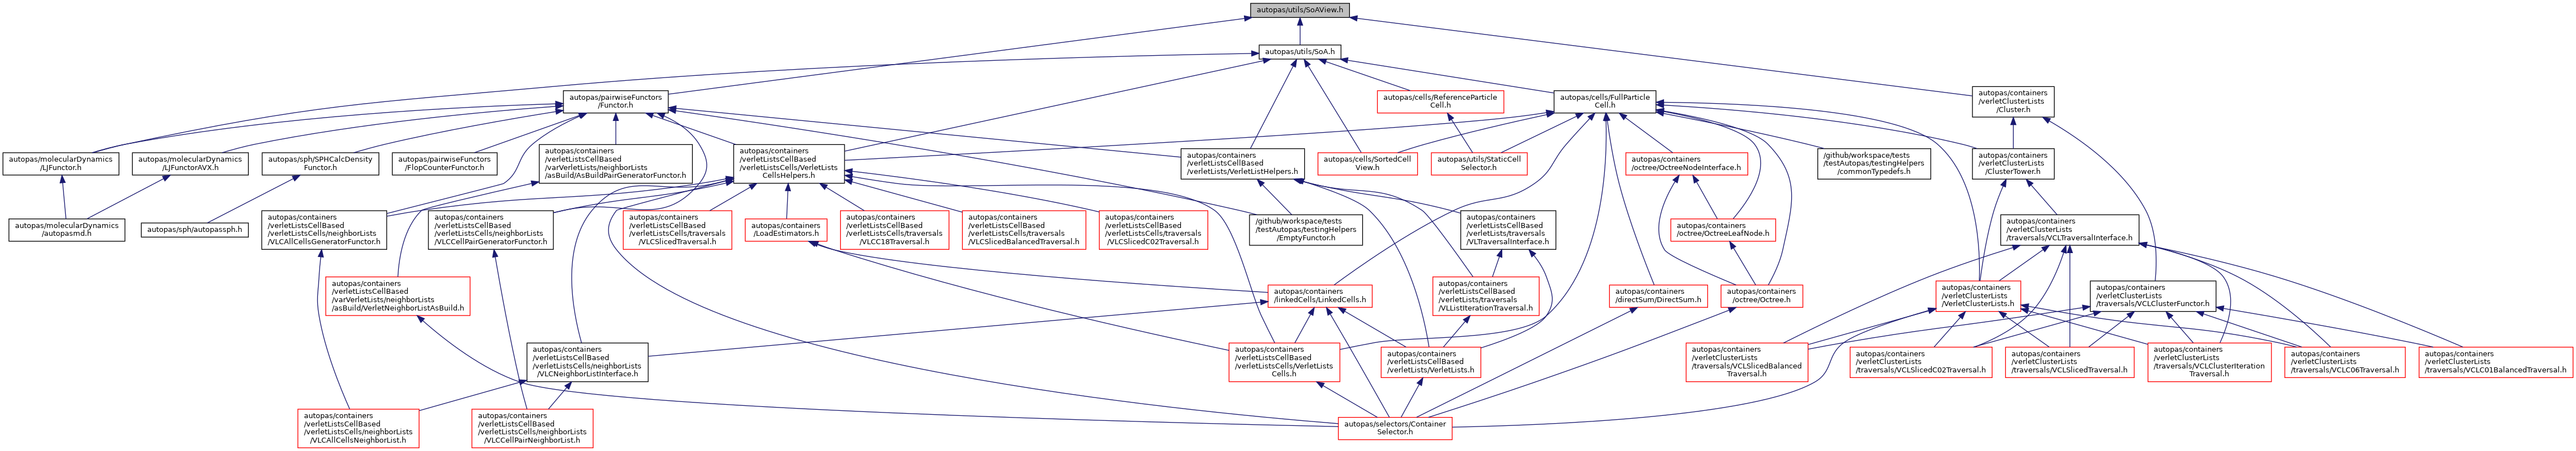 autopas/utils/SoAView.h
autopas/utils/SoA.h
autopas/pairwiseFunctors
/Functor.h
autopas/cells/ReferenceParticle
Cell.h
autopas/cells/FullParticle
Cell.h
autopas/containers
/verletClusterLists
/Cluster.h
autopas/molecularDynamics
/LJFunctor.h
autopas/molecularDynamics
/LJFunctorAVX.h
autopas/sph/SPHCalcDensity
Functor.h
autopas/pairwiseFunctors
/FlopCounterFunctor.h
autopas/containers
/verletListsCellBased
/varVerletLists/neighborLists
/asBuild/AsBuildPairGeneratorFunctor.h
autopas/containers
/verletListsCellBased
/verletListsCells/VerletLists
CellsHelpers.h
autopas/containers
/verletListsCellBased
/verletLists/VerletListHelpers.h
autopas/cells/SortedCell
View.h
autopas/utils/StaticCell
Selector.h
autopas/containers
/octree/OctreeNodeInterface.h
/github/workspace/tests
/testAutopas/testingHelpers
/commonTypedefs.h
autopas/containers
/verletClusterLists
/ClusterTower.h
autopas/molecularDynamics
/autopasmd.h
autopas/sph/autopassph.h
autopas/containers
/verletListsCellBased
/verletListsCells/neighborLists
/VLCAllCellsGeneratorFunctor.h
autopas/containers
/verletListsCellBased
/verletListsCells/neighborLists
/VLCCellPairGeneratorFunctor.h
autopas/containers
/verletListsCellBased
/verletListsCells/traversals
/VLCSlicedTraversal.h
autopas/containers
/LoadEstimators.h
autopas/containers
/verletListsCellBased
/verletListsCells/traversals
/VLCC18Traversal.h
autopas/containers
/verletListsCellBased
/verletListsCells/traversals
/VLCSlicedBalancedTraversal.h
autopas/containers
/verletListsCellBased
/verletListsCells/traversals
/VLCSlicedC02Traversal.h
/github/workspace/tests
/testAutopas/testingHelpers
/EmptyFunctor.h
autopas/containers
/verletListsCellBased
/verletLists/traversals
/VLTraversalInterface.h
autopas/containers
/octree/OctreeLeafNode.h
autopas/containers
/verletClusterLists
/traversals/VCLTraversalInterface.h
autopas/containers
/verletListsCellBased
/varVerletLists/neighborLists
/asBuild/VerletNeighborListAsBuild.h
autopas/containers
/linkedCells/LinkedCells.h
autopas/containers
/verletListsCellBased
/verletLists/traversals
/VLListIterationTraversal.h
autopas/containers
/directSum/DirectSum.h
autopas/containers
/octree/Octree.h
autopas/containers
/verletClusterLists
/VerletClusterLists.h
autopas/containers
/verletClusterLists
/traversals/VCLClusterFunctor.h
autopas/containers
/verletListsCellBased
/verletListsCells/neighborLists
/VLCNeighborListInterface.h
autopas/containers
/verletListsCellBased
/verletListsCells/VerletLists
Cells.h
autopas/containers
/verletListsCellBased
/verletLists/VerletLists.h
autopas/containers
/verletClusterLists
/traversals/VCLSlicedBalanced
Traversal.h
autopas/containers
/verletClusterLists
/traversals/VCLSlicedC02Traversal.h
autopas/containers
/verletClusterLists
/traversals/VCLSlicedTraversal.h
autopas/containers
/verletClusterLists
/traversals/VCLClusterIteration
Traversal.h
autopas/containers
/verletClusterLists
/traversals/VCLC06Traversal.h
autopas/containers
/verletClusterLists
/traversals/VCLC01BalancedTraversal.h
autopas/containers
/verletListsCellBased
/verletListsCells/neighborLists
/VLCAllCellsNeighborList.h
autopas/containers
/verletListsCellBased
/verletListsCells/neighborLists
/VLCCellPairNeighborList.h
autopas/selectors/Container
Selector.h